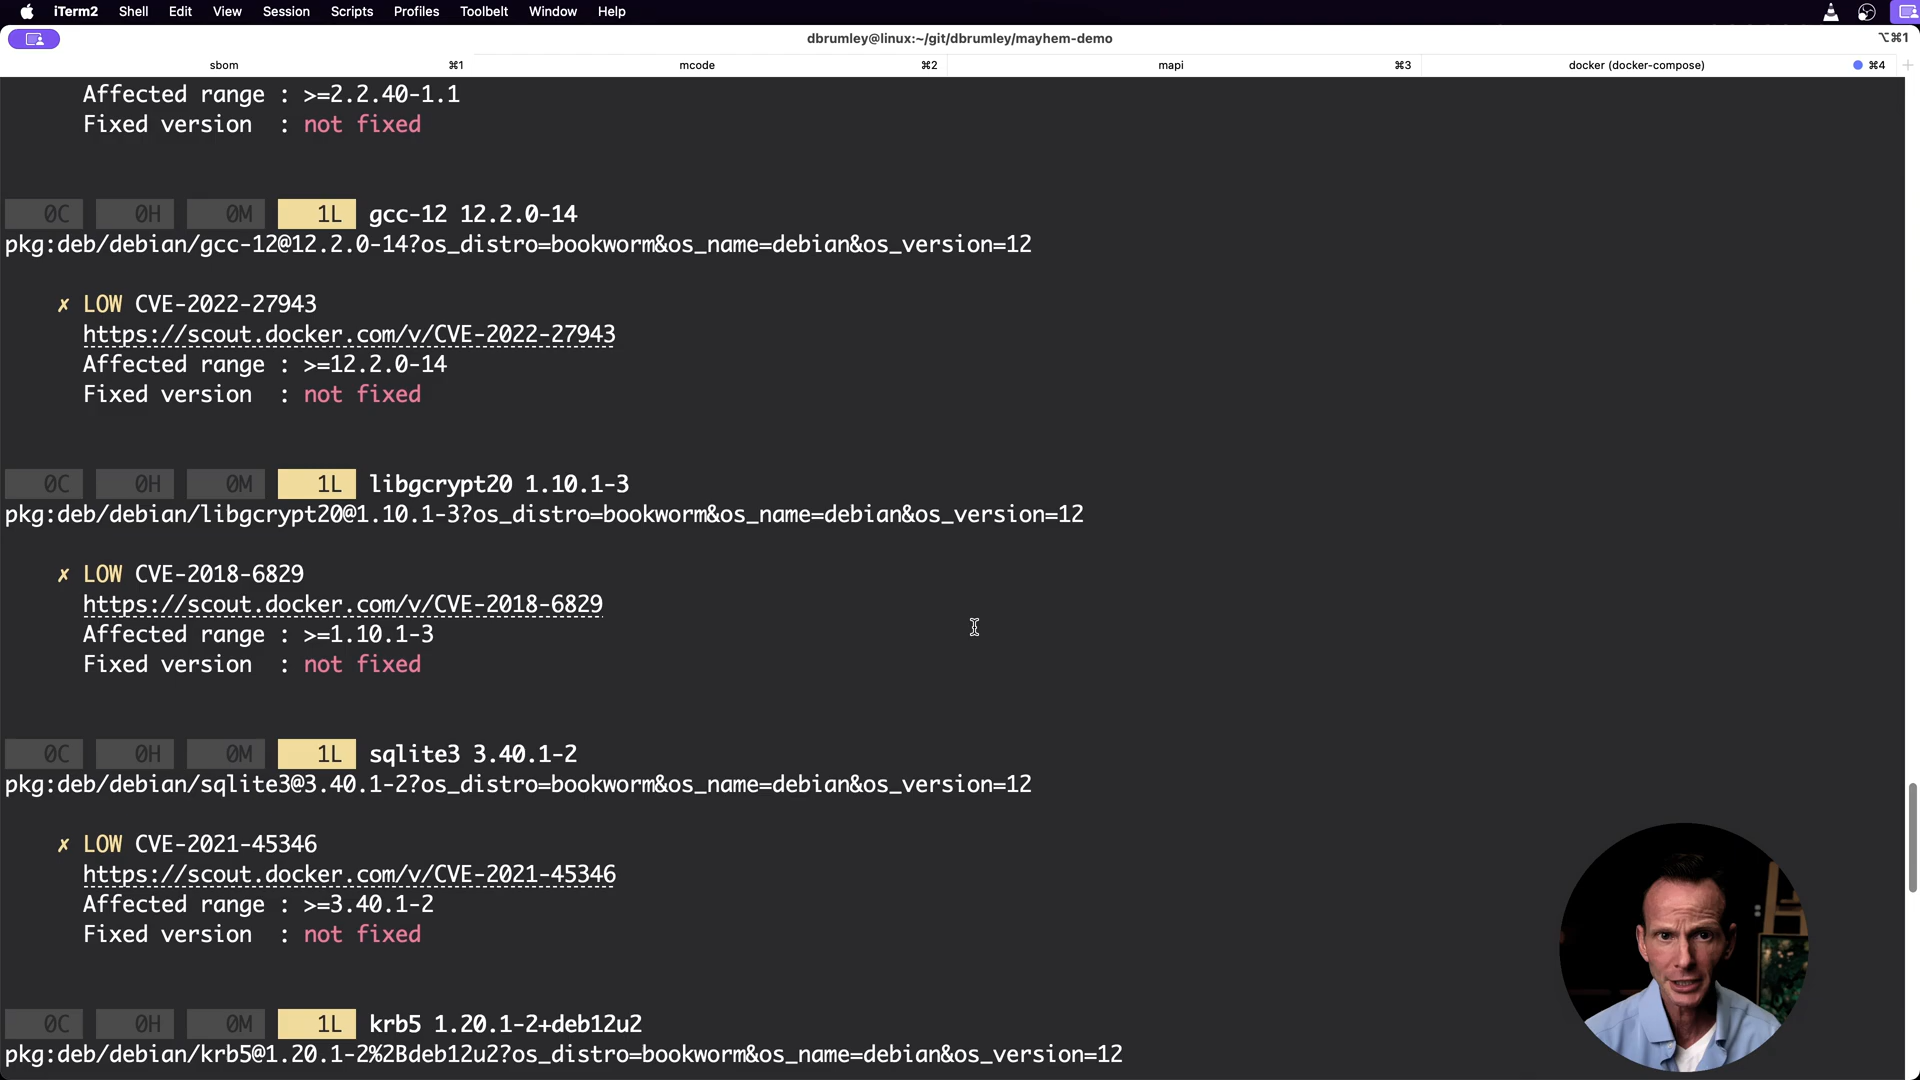 iTerm2 Shell Edit View Session Scripts Profiles Toolbelt Window Help
dbrumley@linux:~/git/dbrumley/mayhem-demo ⌥⌘1
sbom ⌘1 mcode ⌘2 mapi ⌘3 docker (docker-compose) ⌘4
Affected range : >=2.2.40-1.1
Fixed version : not fixed
0C 0H 0M 1L gcc-12 12.2.0-14
pkg:deb/debian/gcc-12@12.2.0-14?os_distro=bookworm&os_name=debian&os_version=12
✗ LOW CVE-2022-27943
https://scout.docker.com/v/CVE-2022-27943
Affected range : >=12.2.0-14
Fixed version : not fixed
0C 0H 0M 1L libgcrypt20 1.10.1-3
pkg:deb/debian/libgcrypt20@1.10.1-3?os_distro=bookworm&os_name=debian&os_version=12
✗ LOW CVE-2018-6829
https://scout.docker.com/v/CVE-2018-6829
Affected range : >=1.10.1-3
Fixed version : not fixed
0C 0H 0M 1L sqlite3 3.40.1-2
pkg:deb/debian/sqlite3@3.40.1-2?os_distro=bookworm&os_name=debian&os_version=12
✗ LOW CVE-2021-45346
https://scout.docker.com/v/CVE-2021-45346
Affected range : >=3.40.1-2
Fixed version : not fixed
0C 0H 0M 1L krb5 1.20.1-2+deb12u2
pkg:deb/debian/krb5@1.20.1-2%2Bdeb12u2?os_distro=bookworm&os_name=debian&os_version=12